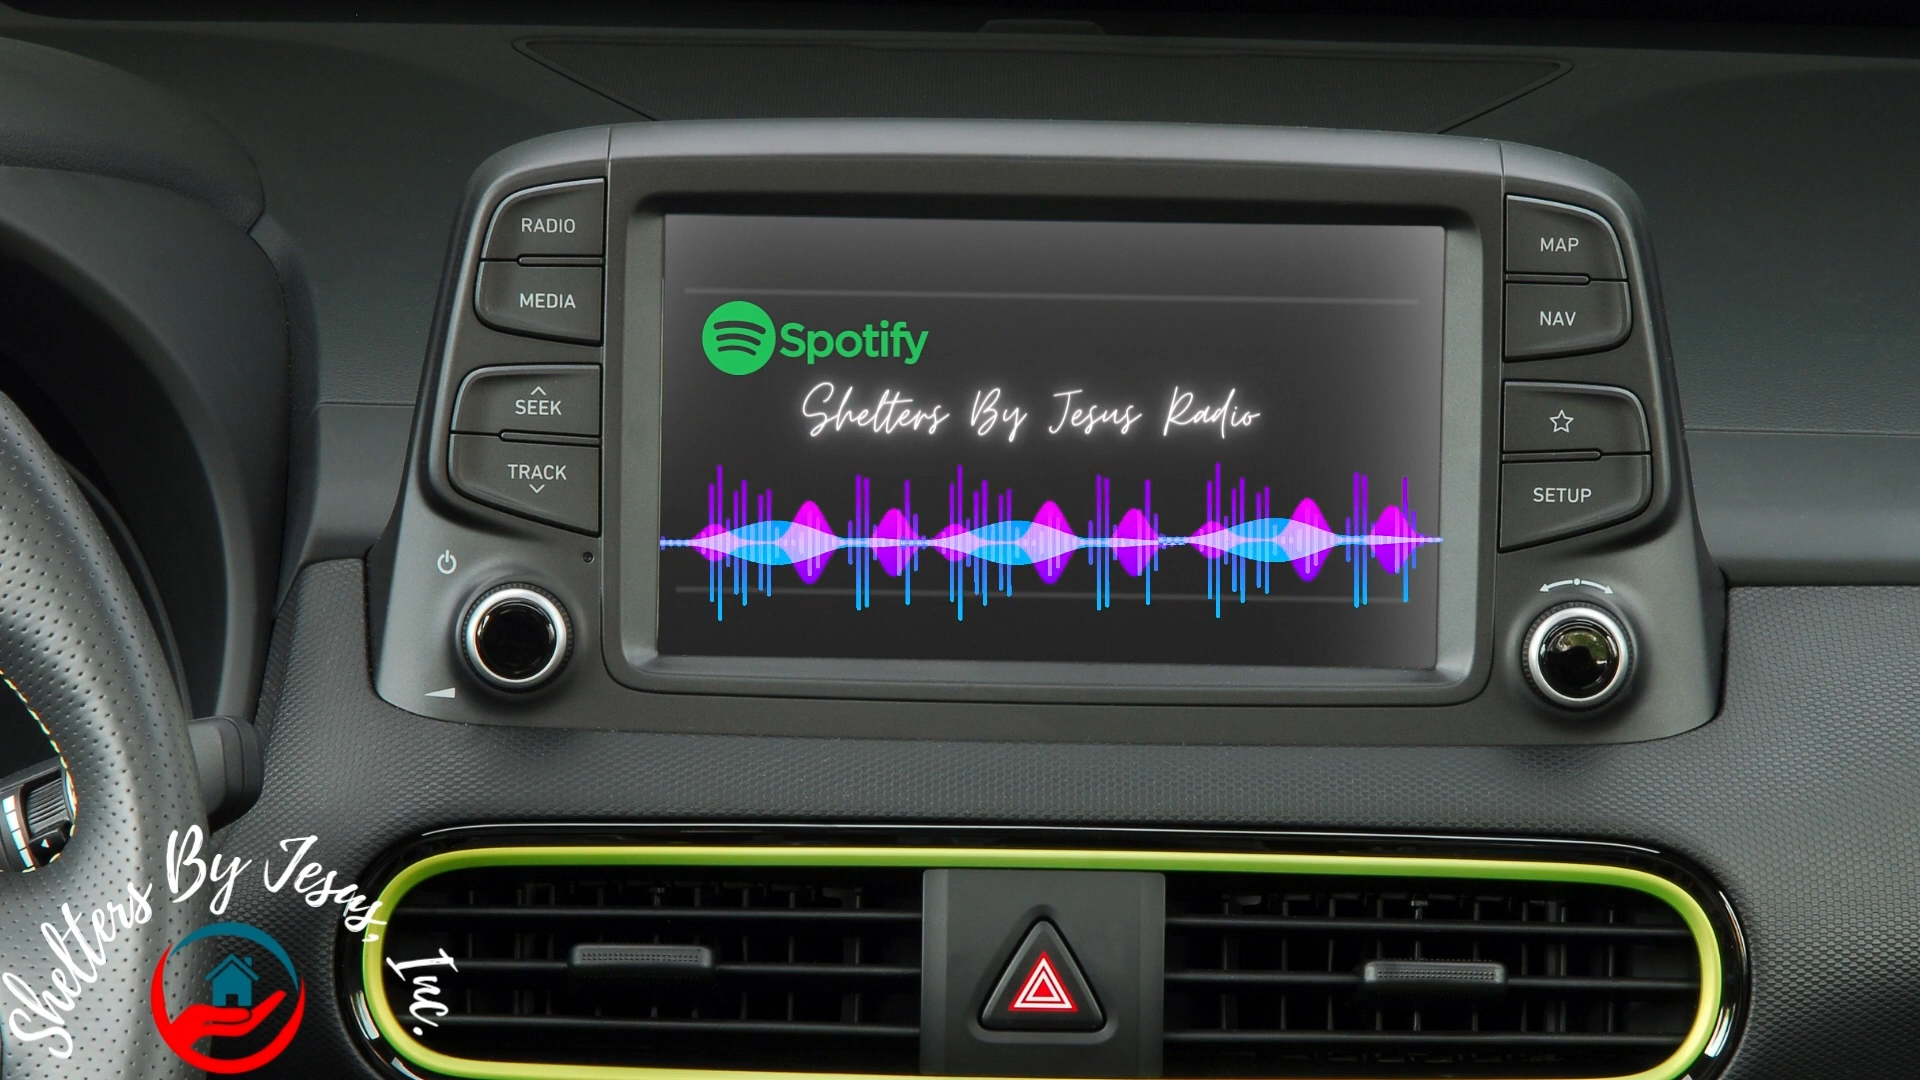 RADIO
MEDIA
SEEK
TRACK
MAP
NAV
SETUP
Spotify
Shelters By Jesus Radio
Shelters By Jesus, Inc.